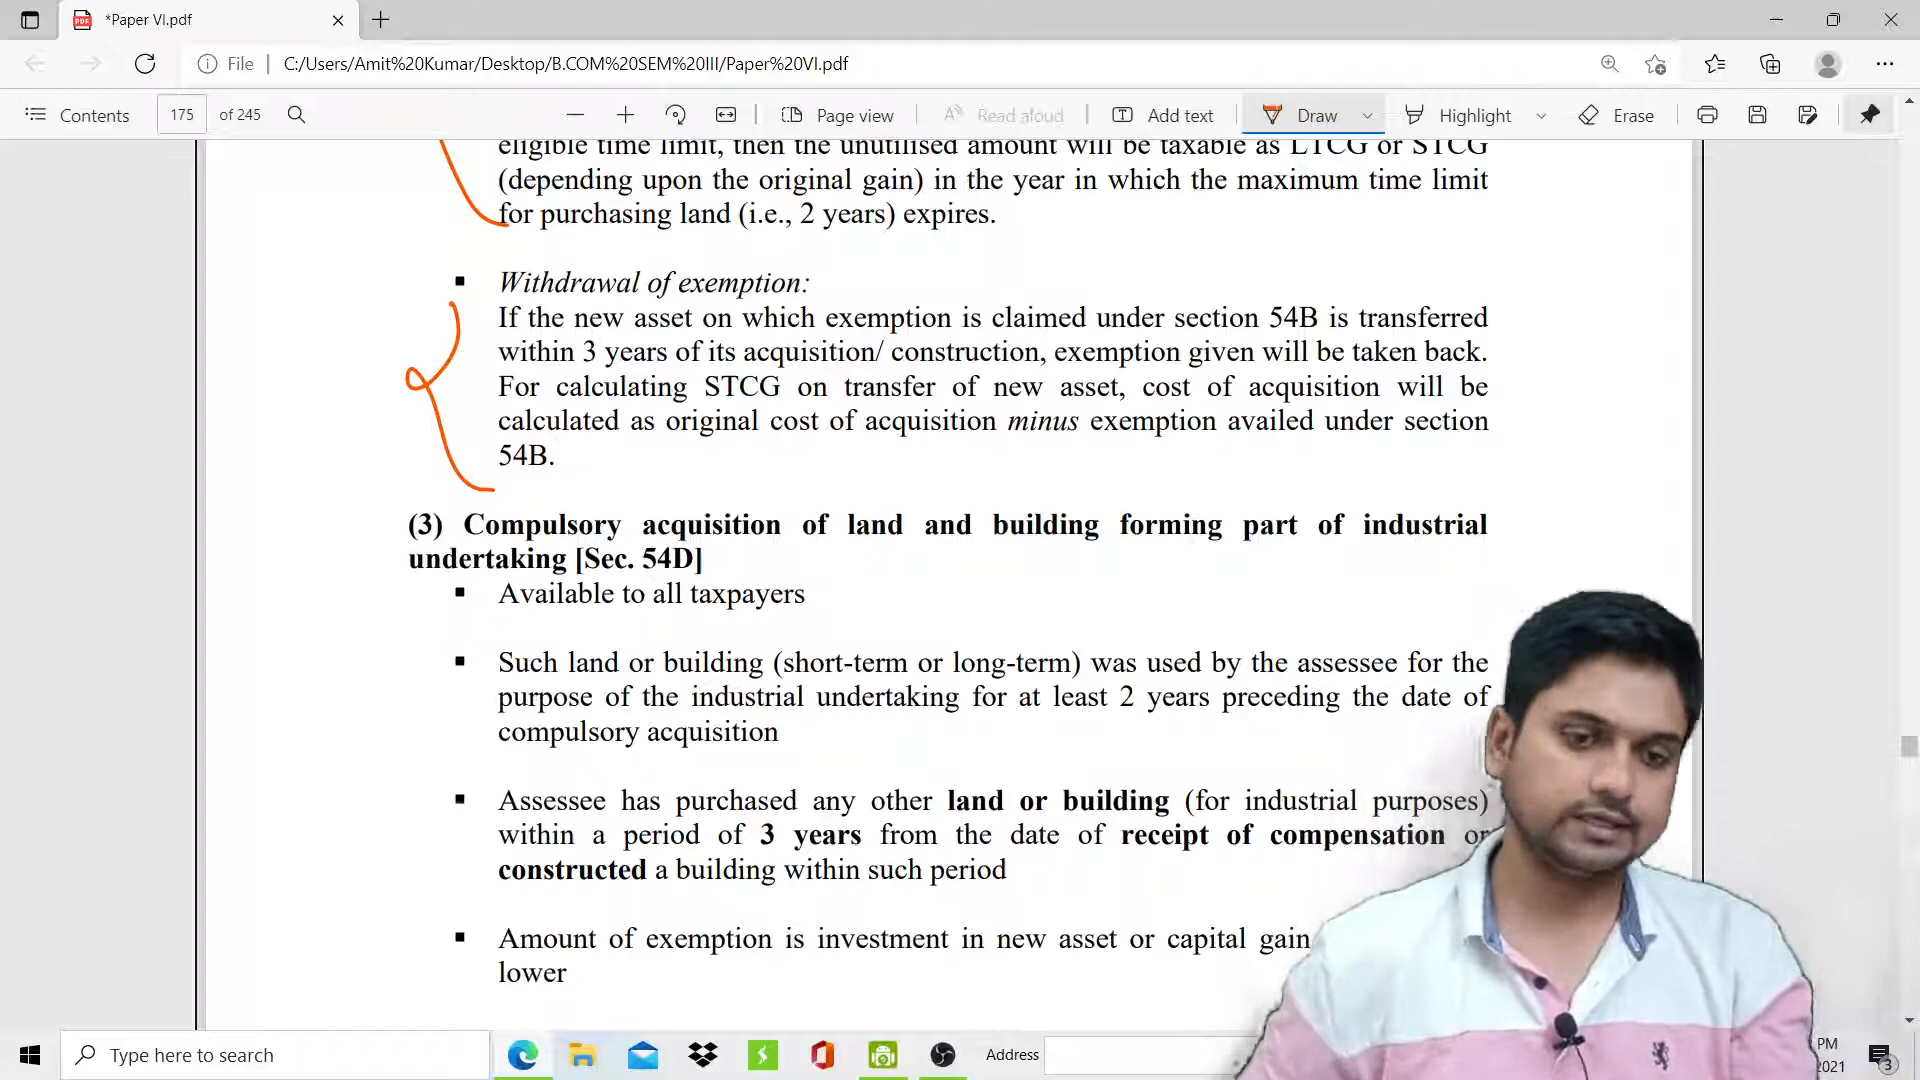 *Paper VI.pdf
File
C:/Users/Amit%20Kumar/Desktop/B.COM%20SEM%20III/Paper%20VI.pdf
Contents 175 of 245 Page view Read aloud Add text Draw Highlight Erase
eligible time limit, then the unutilised amount will be taxable as LTCG or STCG
(depending upon the original gain) in the year in which the maximum time limit
for purchasing land (i.e., 2 years) expires.
▪ Withdrawal of exemption:
If the new asset on which exemption is claimed under section 54B is transferred
within 3 years of its acquisition/ construction, exemption given will be taken back.
For calculating STCG on transfer of new asset, cost of acquisition will be
calculated as original cost of acquisition minus exemption availed under section
54B.
(3) Compulsory acquisition of land and building forming part of industrial
undertaking [Sec. 54D]
▪ Available to all taxpayers
▪ Such land or building (short-term or long-term) was used by the assessee for the
purpose of the industrial undertaking for at least 2 years preceding the date of
compulsory acquisition
▪ Assessee has purchased any other land or building (for industrial purposes)
within a period of 3 years from the date of receipt of compensation or
constructed a building within such period
▪ Amount of exemption is investment in new asset or capital gain
lower
Type here to search
Address
PM
2021
3